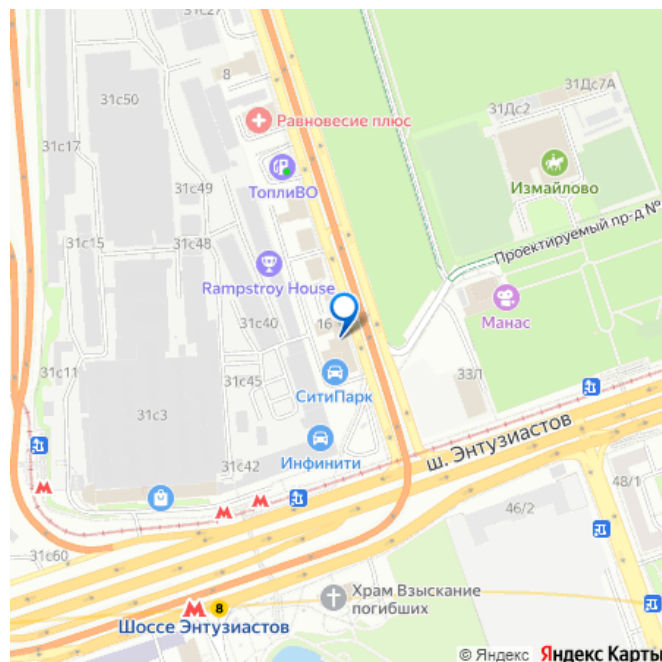 31с27
8
31с50
31Дс7А
31Дс2
Равновесие плюс
31с17
ТоплиВО
31с49
Измайлово
31с15
31с48
Проектируемый пр-д №
Rampstroy House
16
31с40
Манас
31с11
31с45
СитиПарк
33Л
31с3
ш. Энтузиастов
Инфинити
31с42
48/1
46/2
31с60
Храм Взыскание
погибших
8
Шоссе Энтузиастов
© Яндекс Яндекс Карты